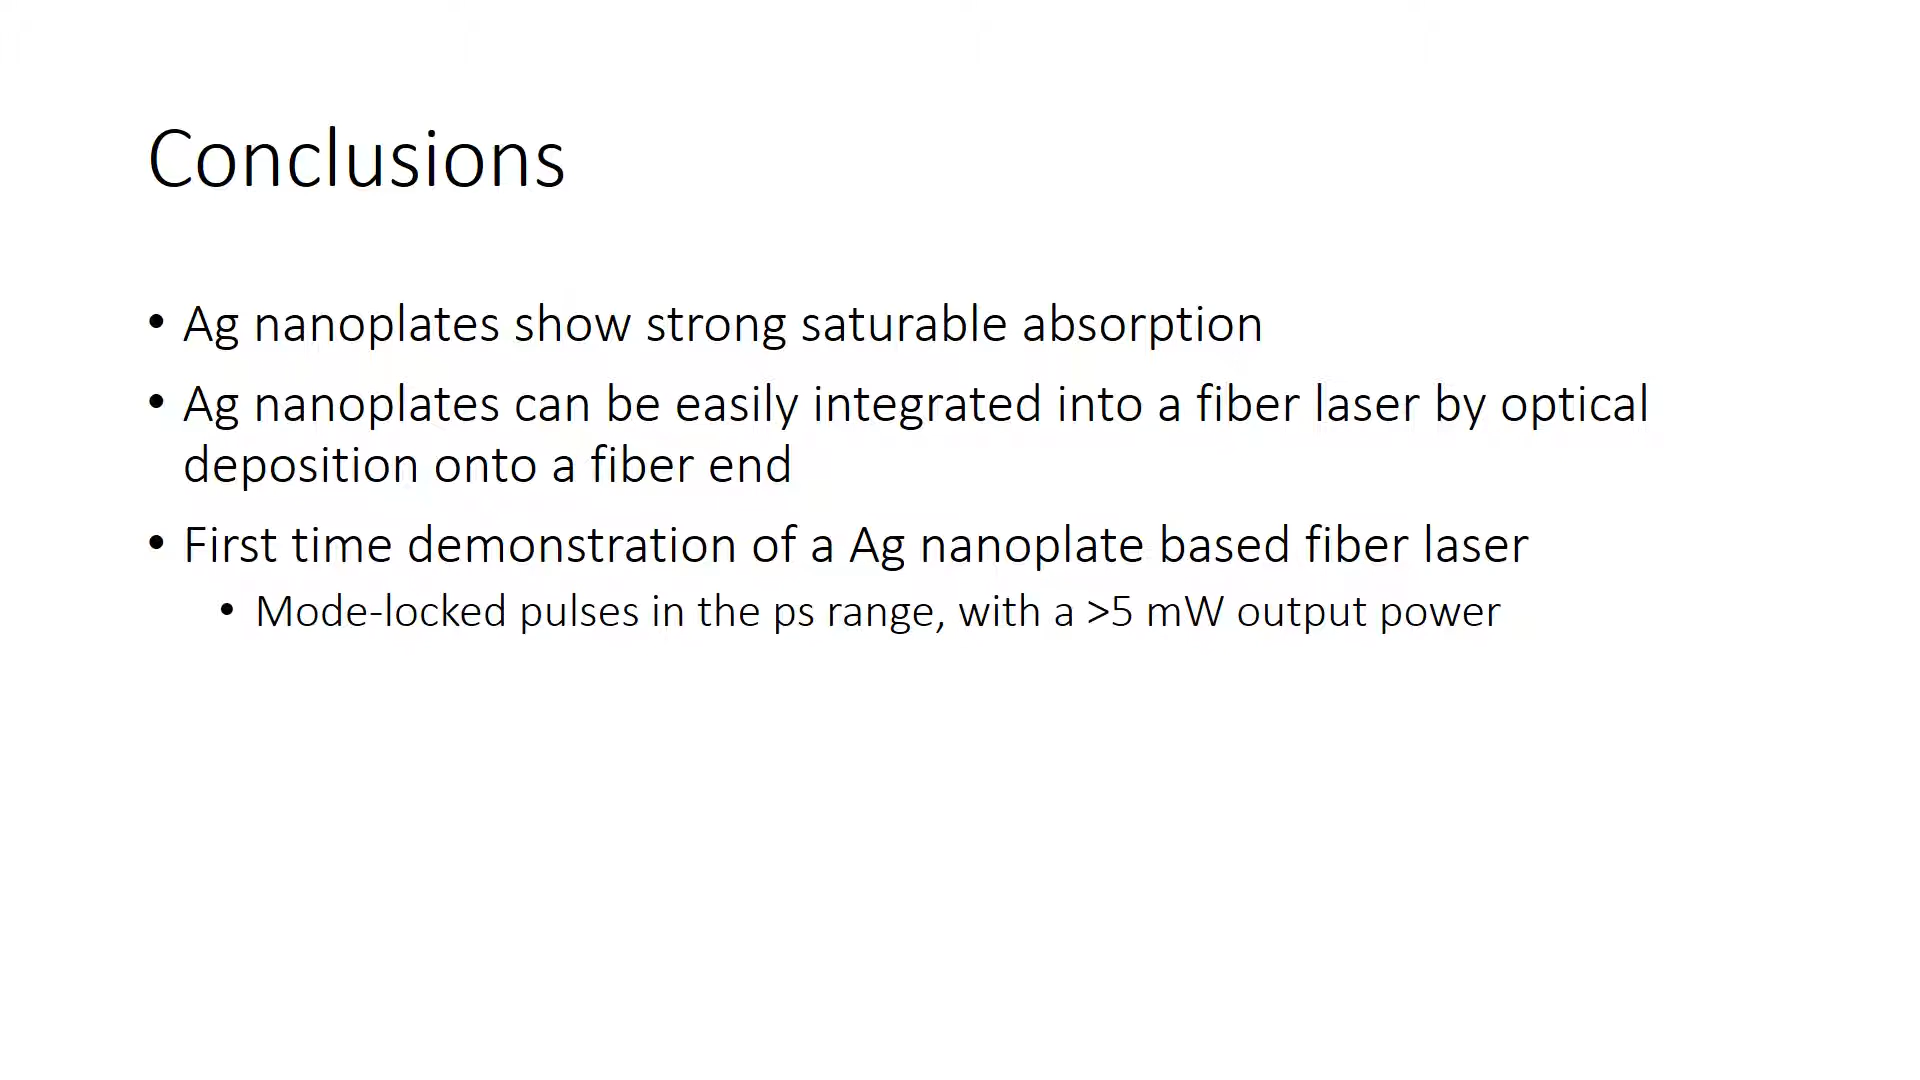 Conclusions
• Ag nanoplates show strong saturable absorption
• Ag nanoplates can be easily integrated into a fiber laser by optical
deposition onto a fiber end
• First time demonstration of a Ag nanoplate based fiber laser
• Mode-locked pulses in the ps range, with a >5 mW output power